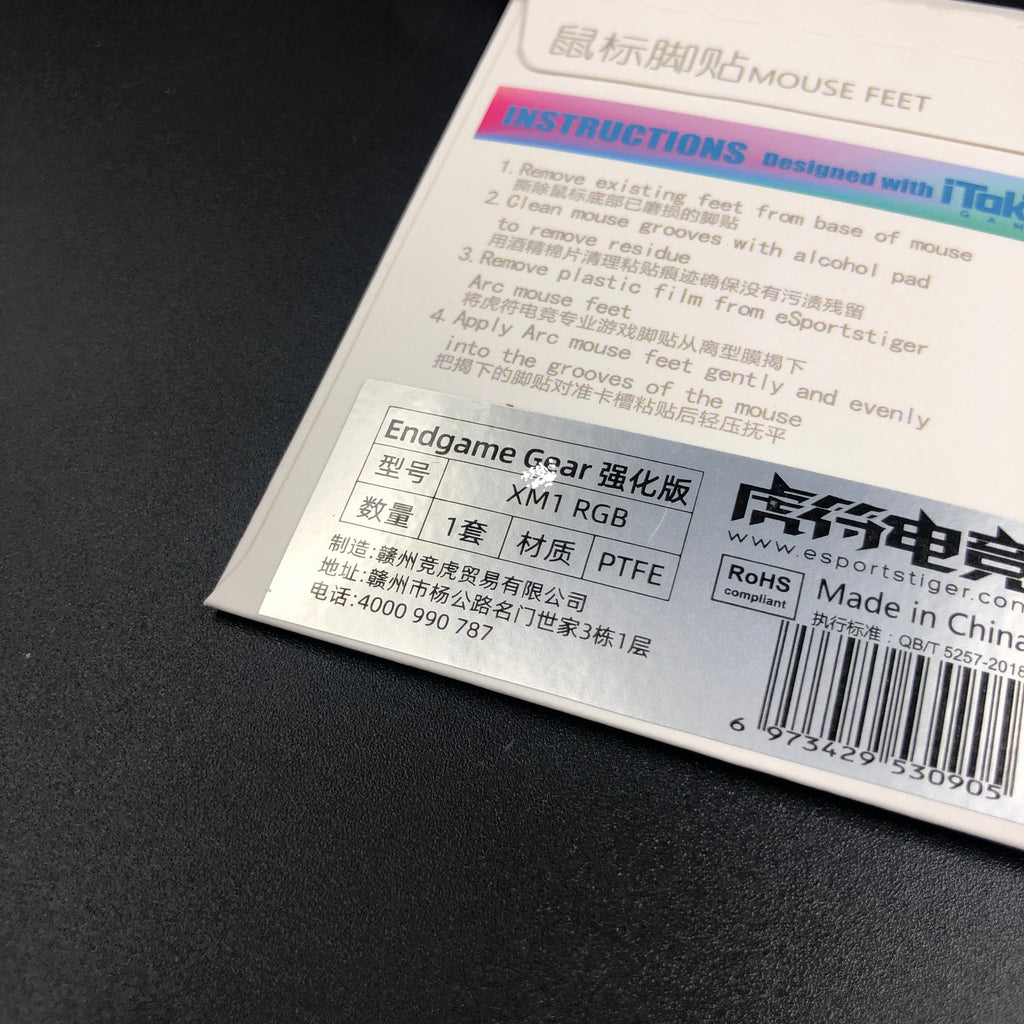 鼠标脚贴MOUSE FEET
INSTRUCTIONS Designed with iTak
GAM
1. Remove existing feet from base of mouse
撕除鼠标底部已磨损的脚贴
2. Clean mouse grooves with alcohol pad
to remove residue
用酒精棉片清理粘贴痕迹确保没有污渍残留
3. Remove plastic film from eSportstiger
Arc mouse feet
将虎符电竞专业游戏脚贴从离型膜揭下
4. Apply Arc mouse feet gently and evenly
into the grooves of the mouse
把揭下的脚贴对准卡槽粘贴后轻压抚平
Endgame Gear 强化版
型号 XM1 RGB
数量 1套 材质 PTFE
制造:赣州竞虎贸易有限公司
地址:赣州市杨公路名门世家3栋1层
电话:4000 990 787
虎符电竞
www.esportstiger.com
RoHS
compliant
Made in China
执行标准：QB/T 5257-2018
6 973429 530905